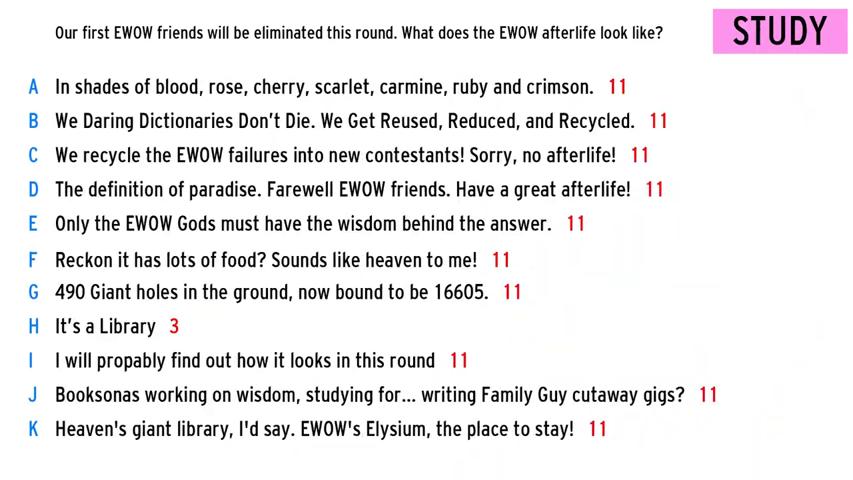 Our first EWOW friends will be eliminated this round. What does the EWOW afterlife look like?
STUDY
A In shades of blood, rose, cherry, scarlet, carmine, ruby and crimson. 11
B We Daring Dictionaries Don't Die. We Get Reused, Reduced, and Recycled. 11
C We recycle the EWOW failures into new contestants! Sorry, no afterlife! 11
D The definition of paradise. Farewell EWOW friends. Have a great afterlife! 11
E Only the EWOW Gods must have the wisdom behind the answer. 11
F Reckon it has lots of food? Sounds like heaven to me! 11
G 490 Giant holes in the ground, now bound to be 16605. 11
H It's a Library 3
I I will propably find out how it looks in this round 11
J Booksonas working on wisdom, studying for... writing Family Guy cutaway gigs? 11
K Heaven's giant library, I'd say. EWOW's Elysium, the place to stay! 11